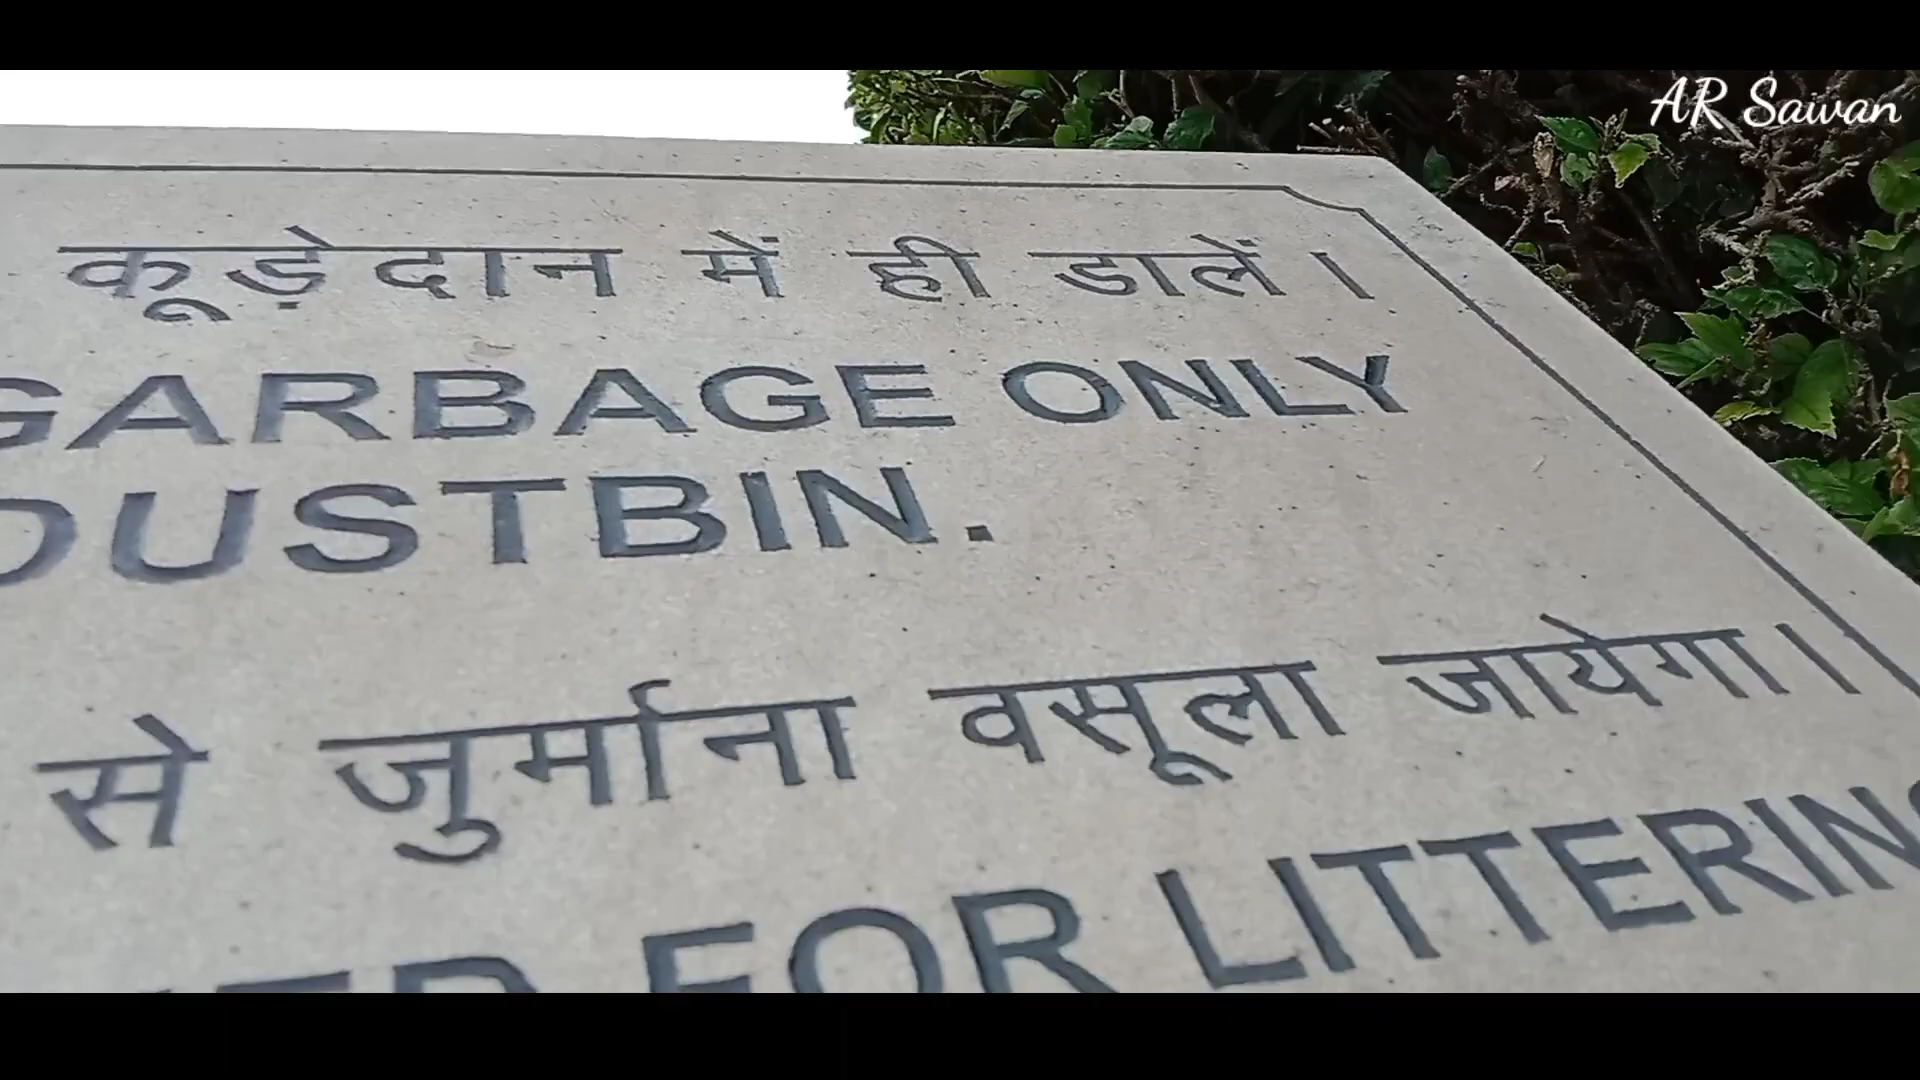 AR Sawan
कूड़ेदान में ही डालें।
GARBAGE ONLY
DUSTBIN.
से जुर्माना वसूला जायेगा।
FOR LITTERING